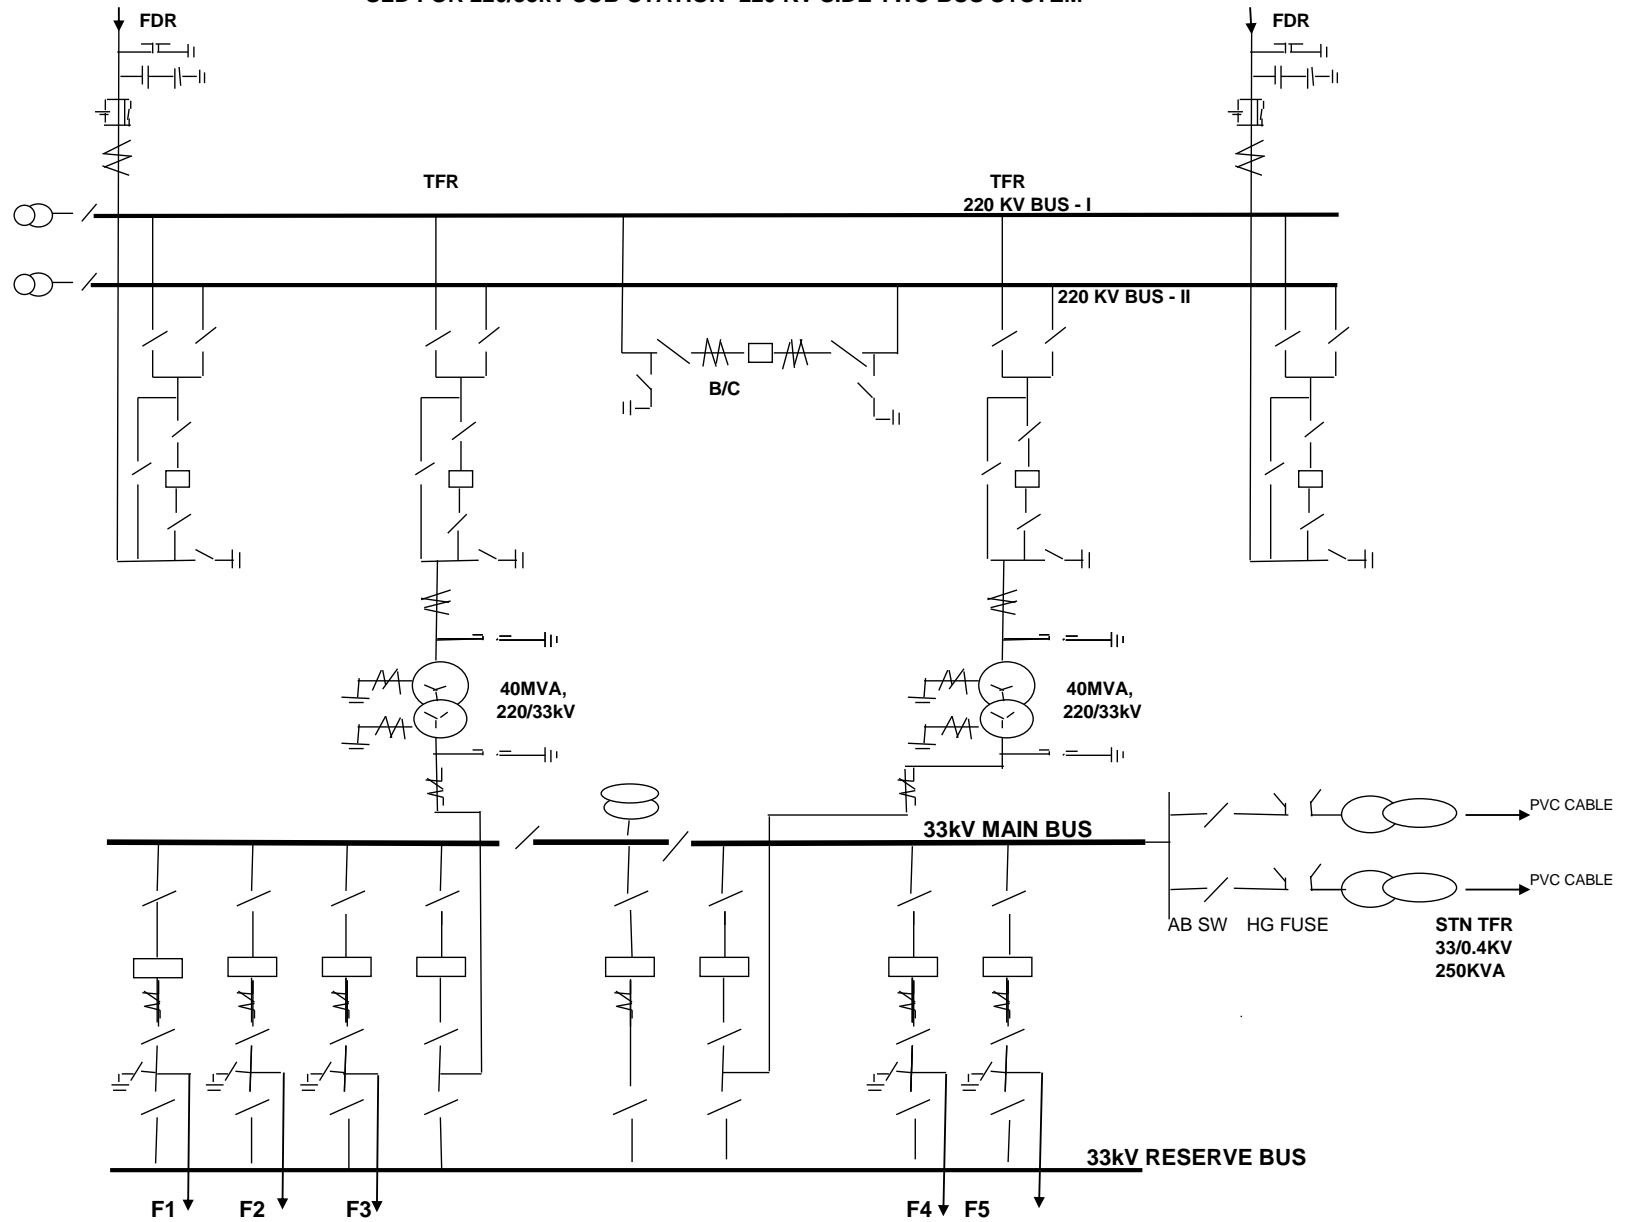 FDR
FDR
TFR
TFR
220 KV BUS - I
220 KV BUS - II
B/C
40MVA,
220/33kV
40MVA,
220/33kV
33kV MAIN BUS
PVC CABLE
PVC CABLE
AB SW
HG FUSE
STN TFR
33/0.4KV
250KVA
33kV RESERVE BUS
F1
F2
F3
F4
F5